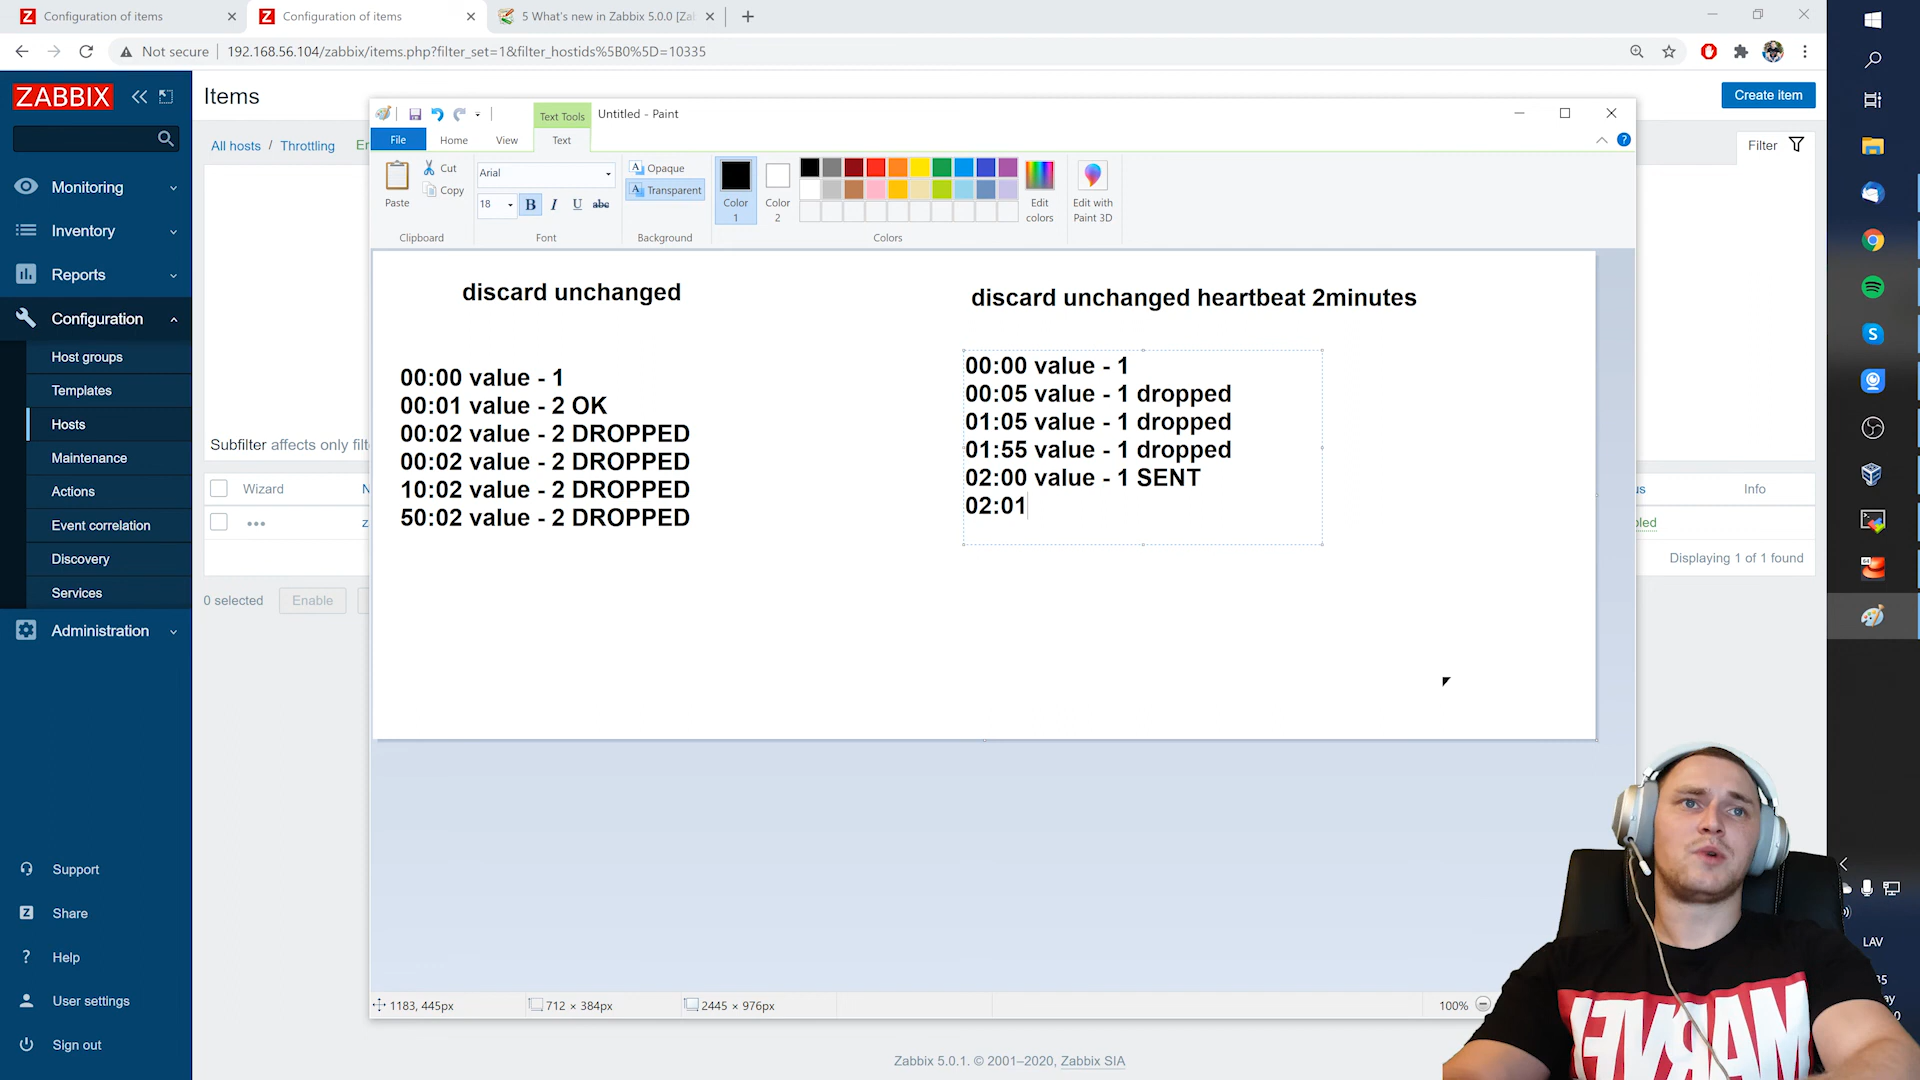 Configuration of items
Configuration of items
5 What's new in Zabbix 5.0.0 [Za
Not secure
192.168.56.104/zabbix/items.php?filter_set=1&filter_hostids%5B0%5D=10335
ZABBIX
Monitoring
Inventory
Reports
Configuration
Host groups
Templates
Hosts
Maintenance
Actions
Event correlation
Discovery
Services
Administration
Support
Share
Help
User settings
Sign out
Items
Create item
All hosts / Throttling
Filter
Subfilter affects only filt
Wizard
Info
Displaying 1 of 1 found
0 selected
Enable
Text Tools
Untitled - Paint
File
Home
View
Text
Paste
Cut
Copy
Clipboard
Arial
18
B I U abc
Font
Opaque
Transparent
Background
Color 1
Color 2
Edit colors
Edit with Paint 3D
Colors
discard unchanged
00:00 value - 1
00:01 value - 2 OK
00:02 value - 2 DROPPED
00:02 value - 2 DROPPED
10:02 value - 2 DROPPED
50:02 value - 2 DROPPED
discard unchanged heartbeat 2minutes
00:00 value - 1
00:05 value - 1 dropped
01:05 value - 1 dropped
01:55 value - 1 dropped
02:00 value - 1 SENT
02:01
1183, 445px
712 × 384px
2445 × 976px
100%
Zabbix 5.0.1. © 2001–2020, Zabbix SIA
LAV
MARVEL